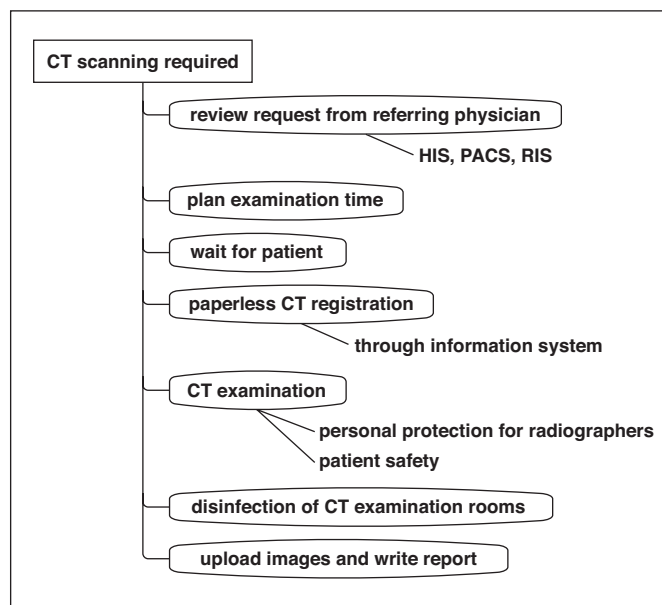 CT scanning required
review request from referring physician
HIS, PACS, RIS
plan examination time
wait for patient
paperless CT registration
through information system
CT examination
personal protection for radiographers
patient safety
disinfection of CT examination rooms
upload images and write report